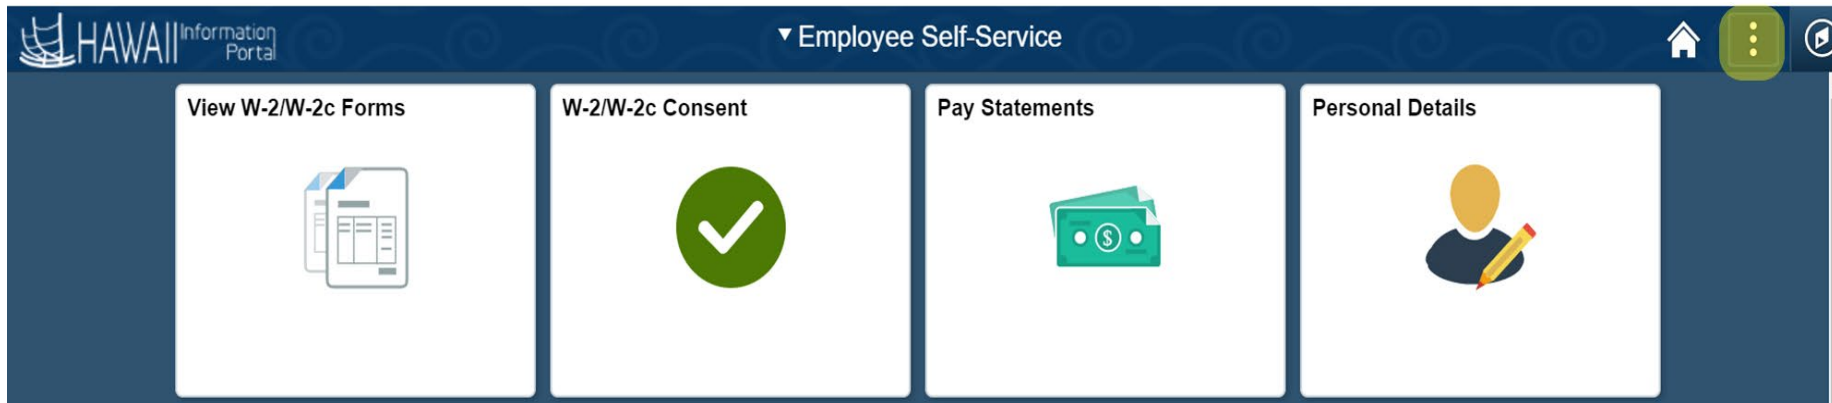 HAWAII Information
Portal
▼ Employee Self-Service
View W-2/W-2c Forms
W-2/W-2c Consent
Pay Statements
Personal Details
$